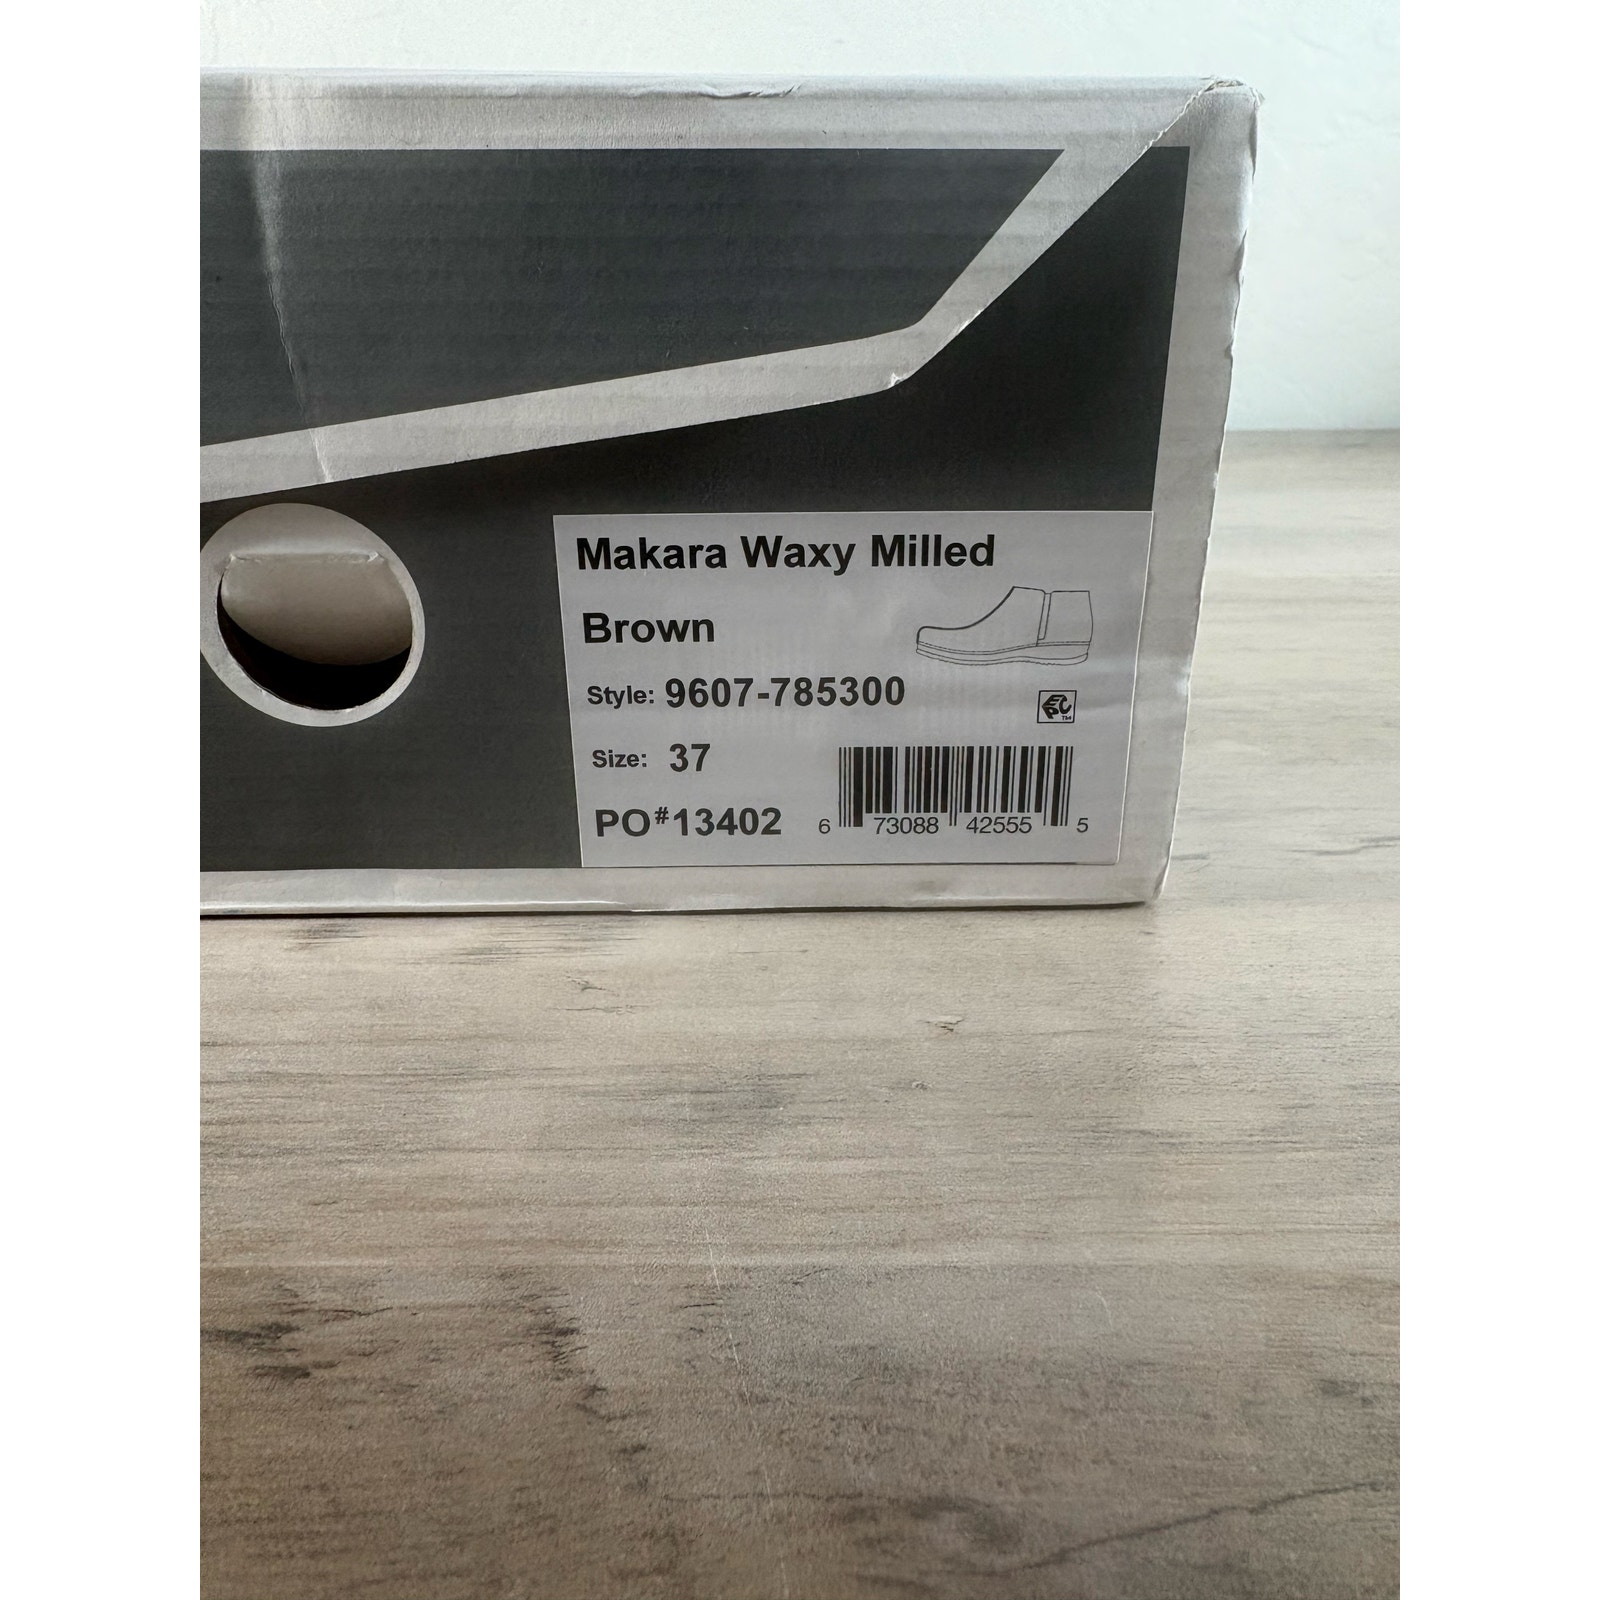 Makara Waxy Milled
Brown
Style: 9607-785300
Size: 37
PO#13402
6 73088 42555 5